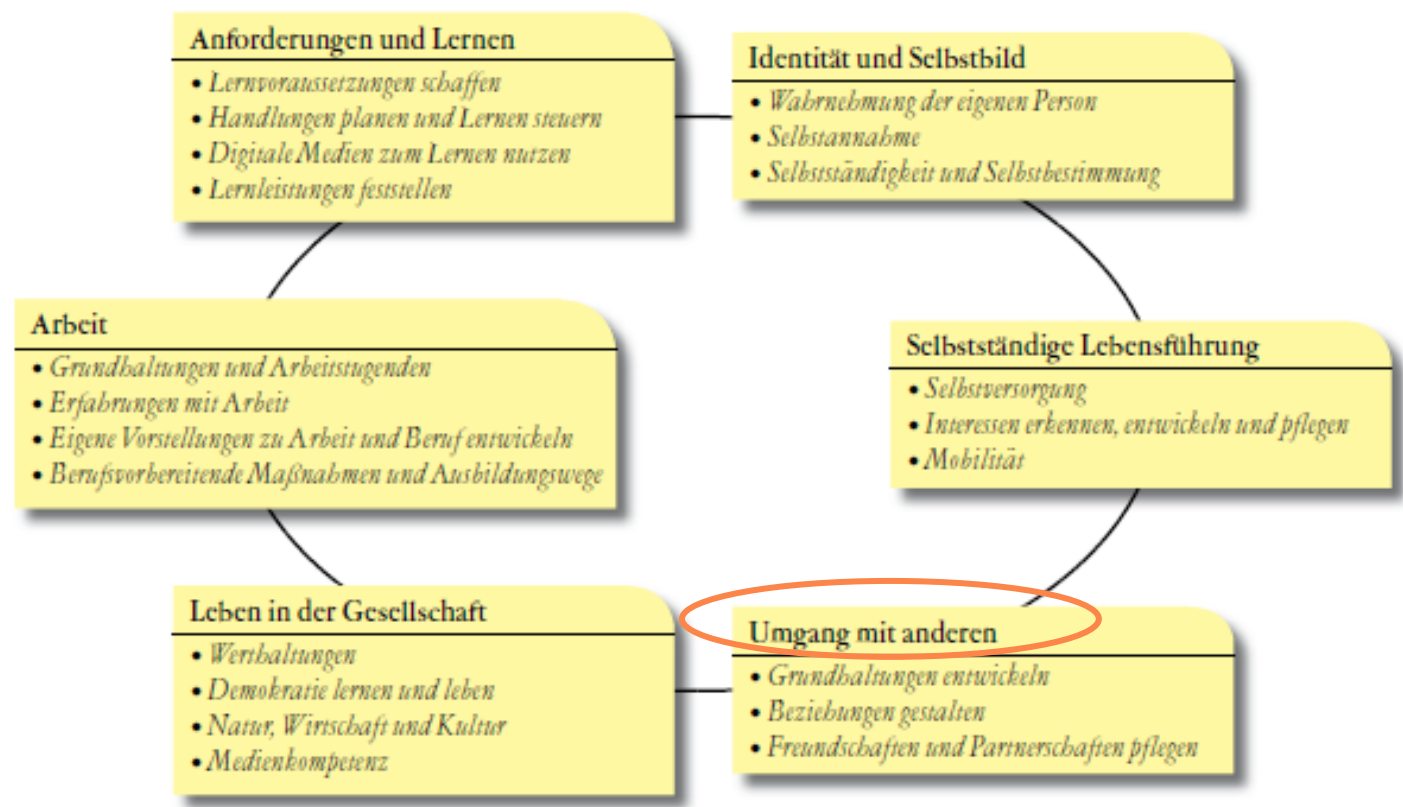 Anforderungen und Lernen
• Lernvoraussetzungen schaffen
• Handlungen planen und Lernen steuern
• Digitale Medien zum Lernen nutzen
• Lernleistungen feststellen
Identität und Selbstbild
• Wahrnehmung der eigenen Person
• Selbstannahme
• Selbstständigkeit und Selbstbestimmung
Arbeit
• Grundhaltungen und Arbeitstugenden
• Erfahrungen mit Arbeit
• Eigene Vorstellungen zu Arbeit und Beruf entwickeln
• Berufsvorbereitende Maßnahmen und Ausbildungswege
Selbstständige Lebensführung
• Selbstversorgung
• Interessen erkennen, entwickeln und pflegen
• Mobilität
Leben in der Gesellschaft
• Werthaltungen
• Demokratie lernen und leben
• Natur, Wirtschaft und Kultur
• Medienkompetenz
Umgang mit anderen
• Grundhaltungen entwickeln
• Beziehungen gestalten
• Freundschaften und Partnerschaften pflegen